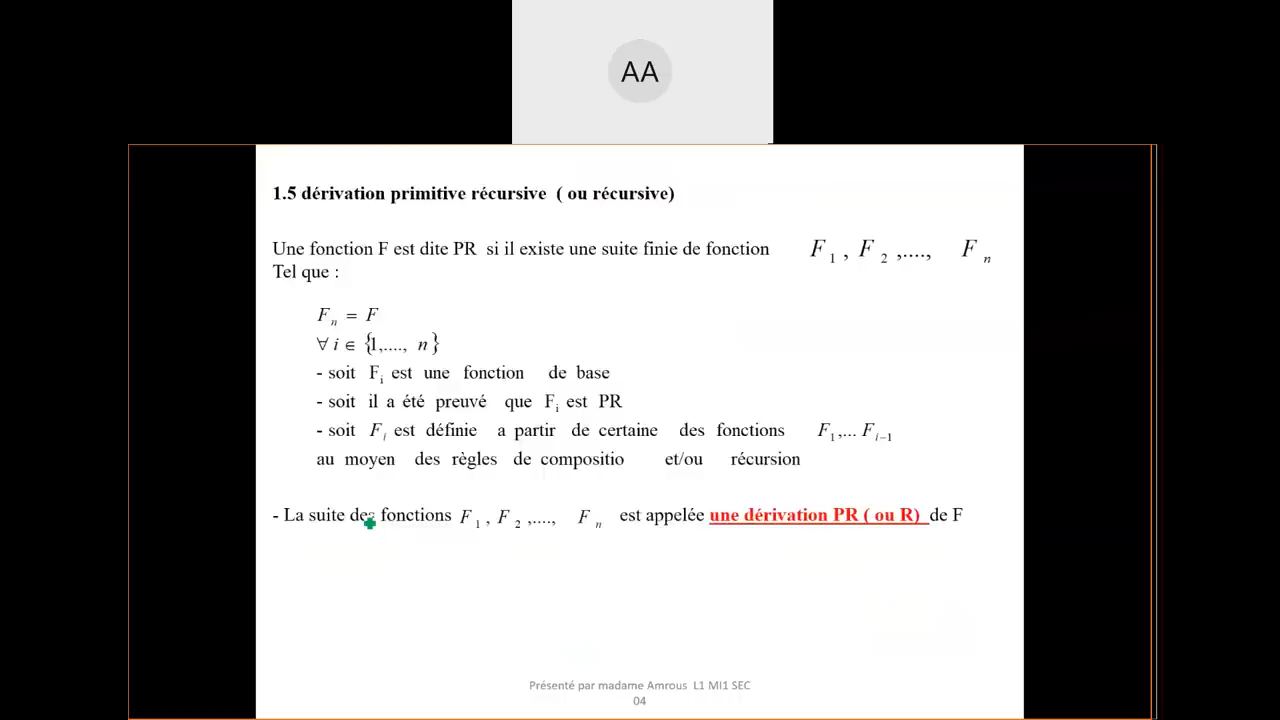 AA
1.5 dérivation primitive récursive ( ou récursive)
Une fonction F est dite PR si il existe une suite finie de fonction F₁ , F₂ ,...., Fₙ
Tel que :
Fₙ = F
∀ i ∈ {1,...., n}
- soit Fᵢ est une fonction de base
- soit il a été preuvé que Fᵢ est PR
- soit Fᵢ est définie a partir de certaine des fonctions F₁,... Fᵢ₋₁
au moyen des règles de compositio et/ou récursion
- La suite des fonctions F₁ , F₂ ,...., Fₙ est appelée une dérivation PR ( ou R) de F
Présenté par madame Amrous L1 MI1 SEC
04